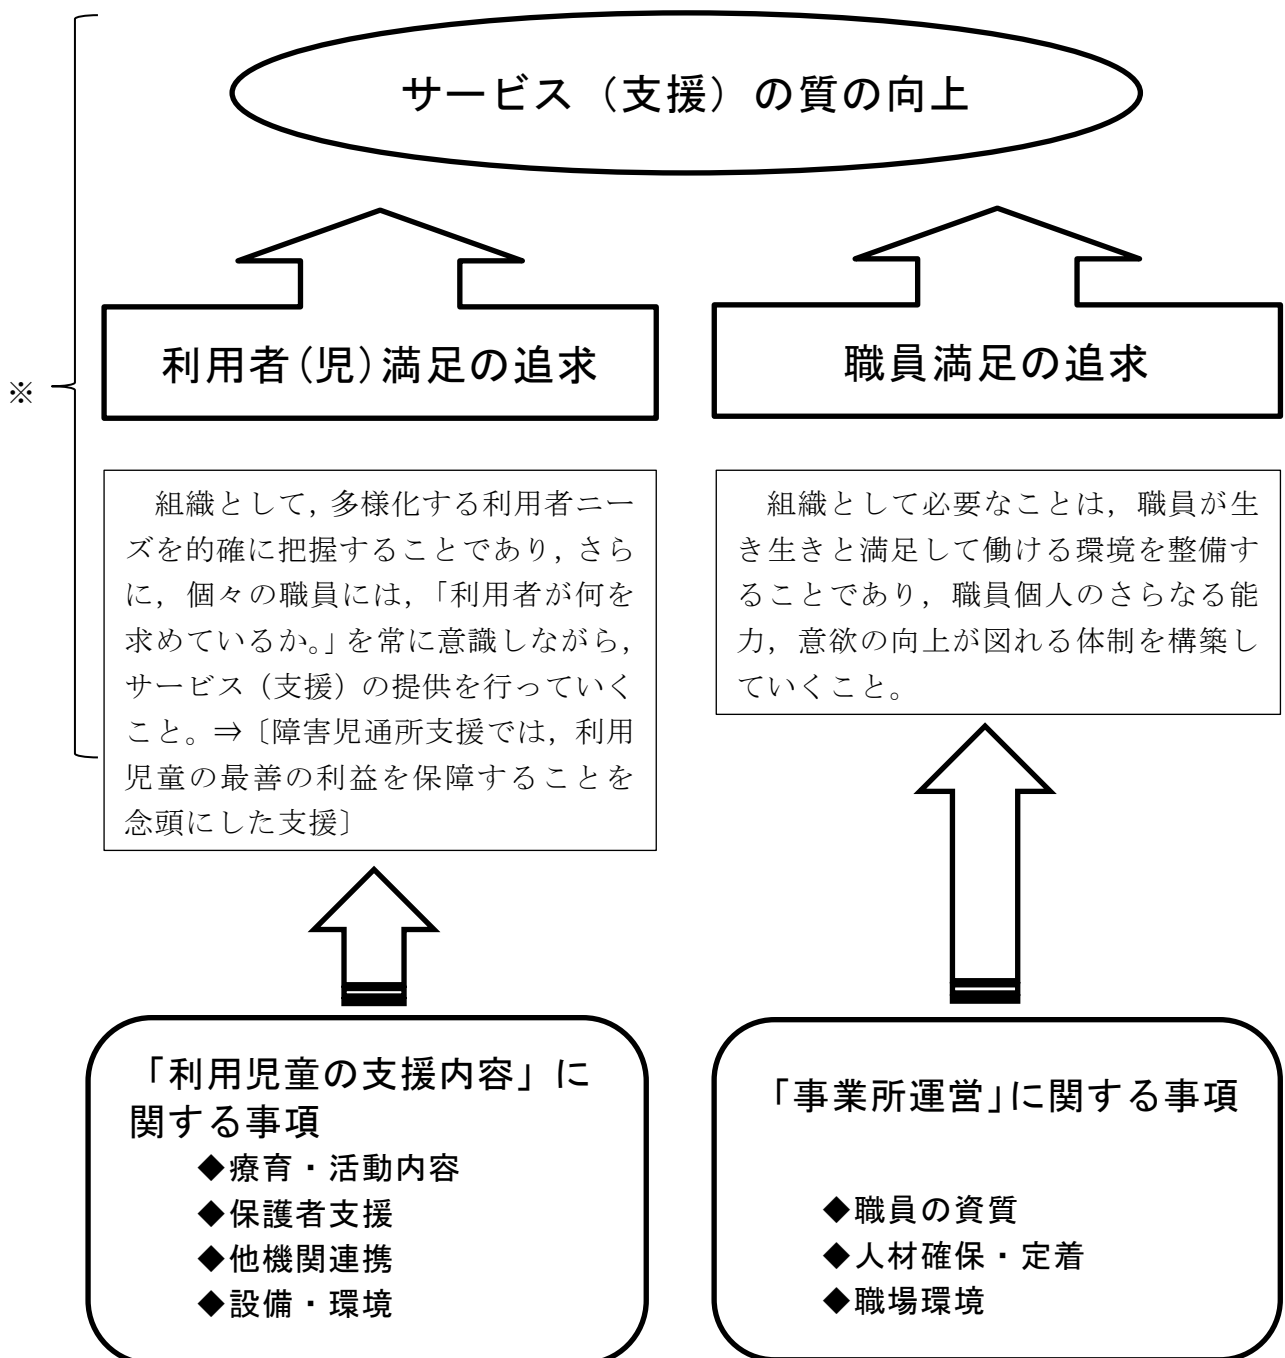 サービス（支援）の質の向上
利用者(児)満足の追求
職員満足の追求
※
組織として，多様化する利用者ニー
ズを的確に把握することであり，さら
に，個々の職員には，「利用者が何を
求めているか。」を常に意識しながら，
サービス（支援）の提供を行っていく
こと。⇒〔障害児通所支援では，利用
児童の最善の利益を保障することを
念頭にした支援〕
組織として必要なことは，職員が生
き生きと満足して働ける環境を整備す
ることであり，職員個人のさらなる能
力，意欲の向上が図れる体制を構築し
ていくこと。
「利用児童の支援内容」に
関する事項
◆療育・活動内容
◆保護者支援
◆他機関連携
◆設備・環境
「事業所運営」に関する事項
◆職員の資質
◆人材確保・定着
◆職場環境